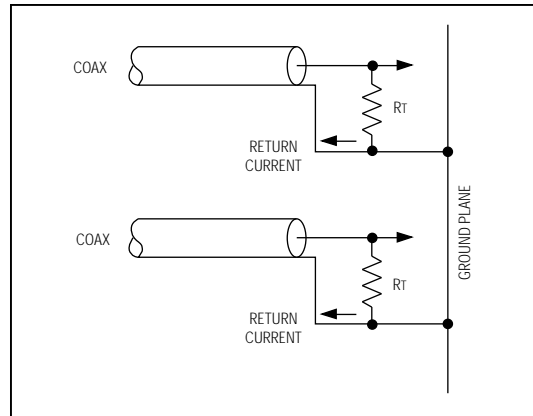 COAX
RT
RETURN
CURRENT
GROUND PLANE
COAX
RT
RETURN
CURRENT